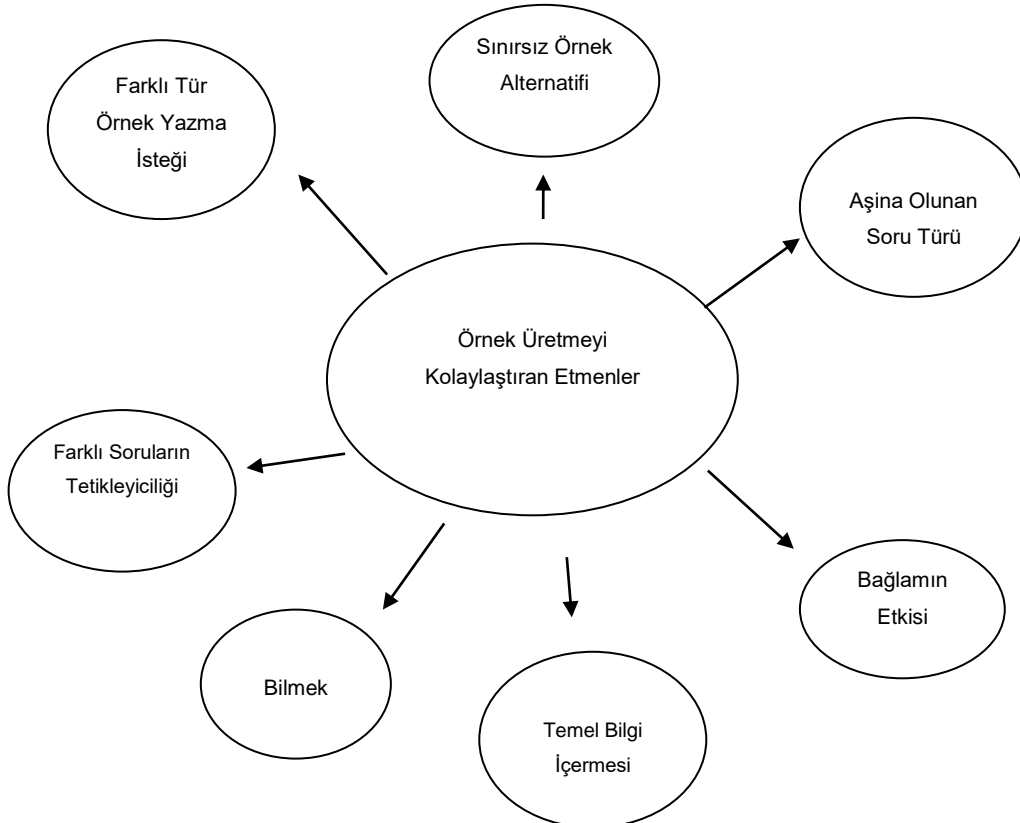 Sınırsız Örnek
Alternatifi
Farklı Tür
Örnek Yazma
İsteği
Aşina Olunan
Soru Türü
Örnek Üretmeyi
Kolaylaştıran Etmenler
Farklı Soruların
Tetikleyiciliği
Bağlamın
Etkisi
Bilmek
Temel Bilgi
İçermesi